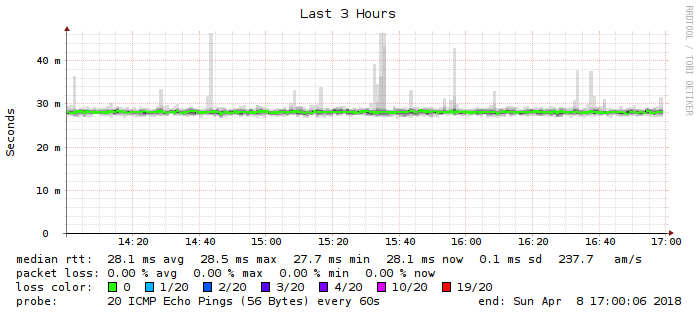 Last 3 Hours
RRDTOOL / TOBI OETIKER
Seconds
40 m
30 m
20 m
10 m
0
14:20 14:40 15:00 15:20 15:40 16:00 16:20 16:40 17:00
median rtt: 28.1 ms avg 28.5 ms max 27.7 ms min 28.1 ms now 0.1 ms sd 237.7 am/s
packet loss: 0.00 % avg 0.00 % max 0.00 % min 0.00 % now
loss color: 0 1/20 2/20 3/20 4/20 10/20 19/20
probe: 20 ICMP Echo Pings (56 Bytes) every 60s end: Sun Apr 8 17:00:06 2018